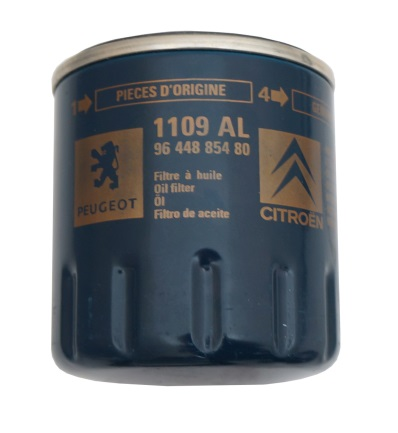 1 PIECES D'ORIGINE 4
1109 AL
96 448 854 80
Filtre à huile
Oil filter
Öl
Filtro de aceite
PEUGEOT
CITROEN